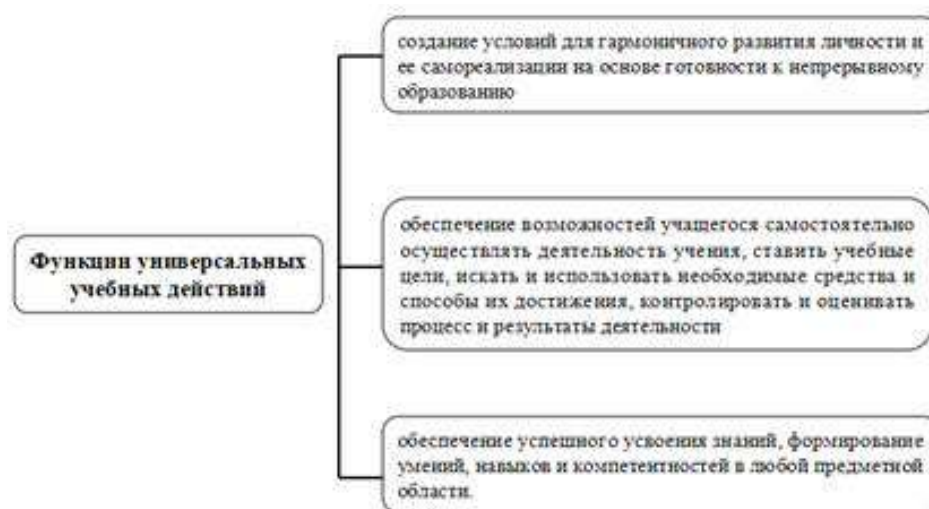 создание условий для гармоничного развития личности и
ее самореализации на основе готовности к непрерывному
образованию
Функции универсальных
учебных действий
обеспечение возможностей учащегося самостоятельно
осуществлять деятельность учения, ставить учебные
цели, искать и использовать необходимые средства и
способы их достижения, контролировать и оценивать
процесс и результаты деятельности
обеспечение успешного усвоения знаний, формирование
умений, навыков и компетентностей в любой предметной
области.